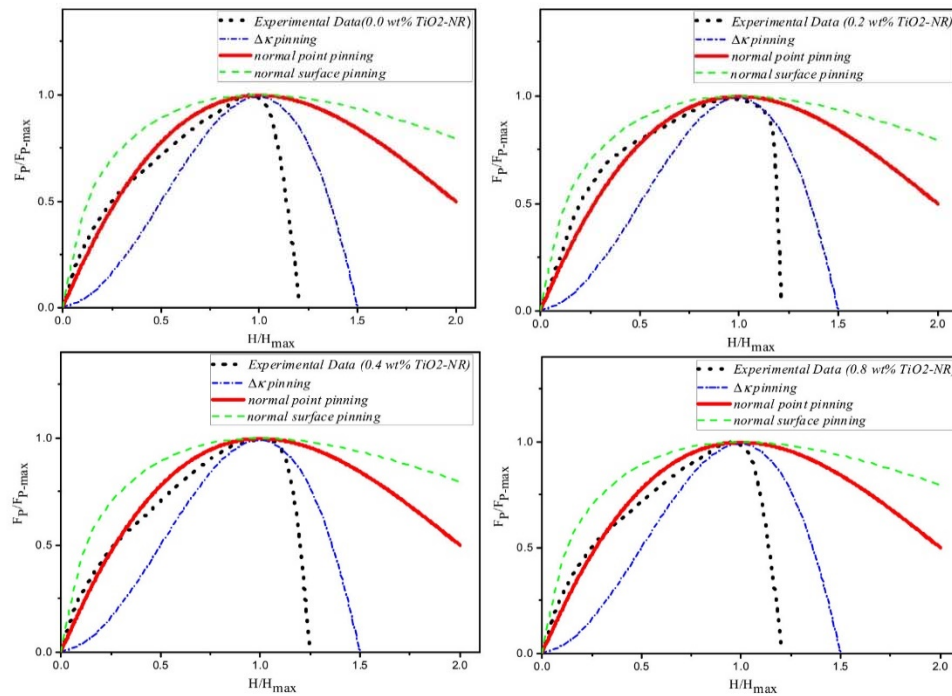 Experimental Data(0.0 wt% TiO2-NR)
Δκ pinning
normal point pinning
normal surface pinning
F_P/F_P-max
1.0
0.5
0.0
0.0 0.5 1.0 1.5 2.0
H/H_max
Experimental Data (0.2 wt% TiO2-NR)
Δκ pinning
normal point pinning
normal surface pinning
F_P/F_P-max
1.0
0.5
0.0
0.0 0.5 1.0 1.5 2.0
H/H_max
Experimental Data (0.4 wt% TiO2-NR)
Δκ pinning
normal point pinning
normal surface pinning
F_P/F_P-max
1.0
0.5
0.0
0.0 0.5 1.0 1.5 2.0
H/H_max
Experimental Data (0.8 wt% TiO2-NR)
Δκ pinning
normal point pinning
normal surface pinning
F_P/F_P-max
1.0
0.5
0.0
0.0 0.5 1.0 1.5 2.0
H/H_max